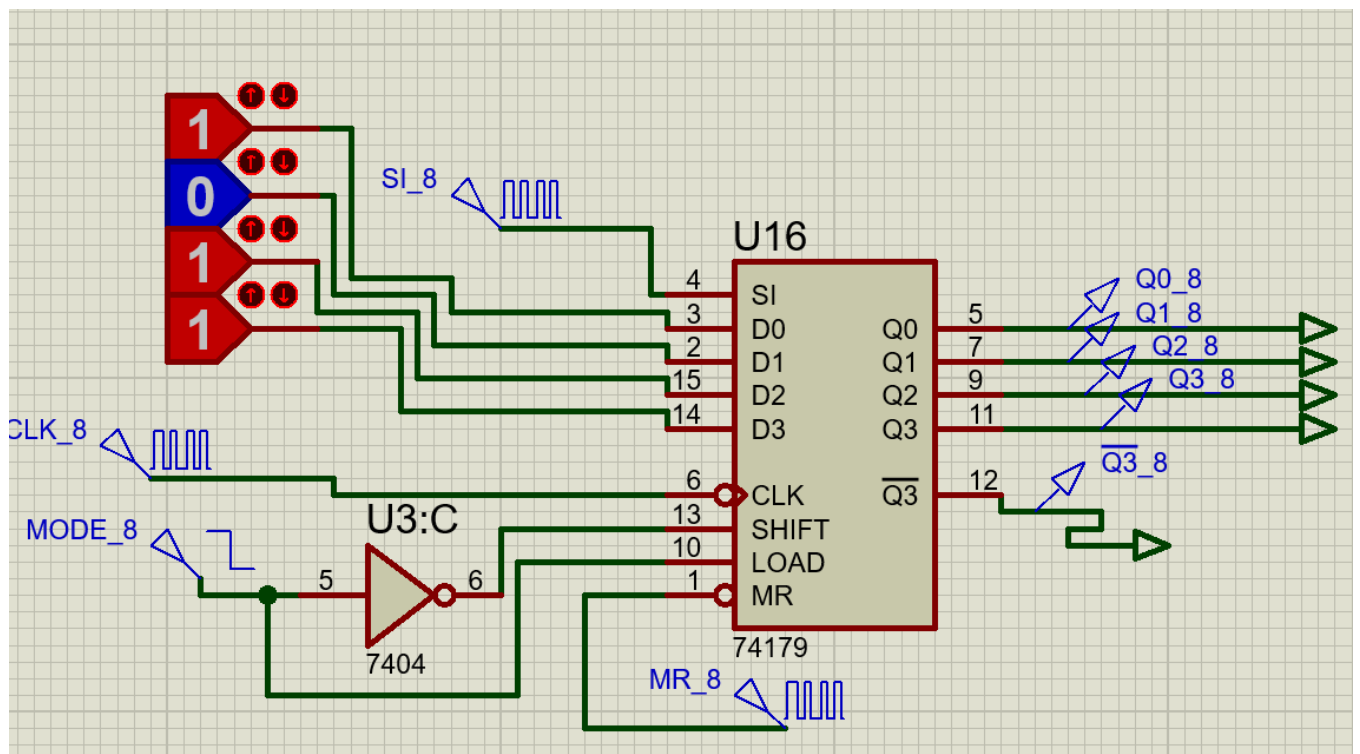 1
0
1
1
SI_8
U16
4 SI
3 D0
2 D1
15 D2
14 D3
6 CLK
13 SHIFT
10 LOAD
1 MR
Q0 5 Q0_8
Q1 7 Q1_8
Q2 9 Q2_8
Q3 11 Q3_8
Q3 12 Q3_8
74179
CLK_8
MODE_8
U3:C
5 6
7404
MR_8